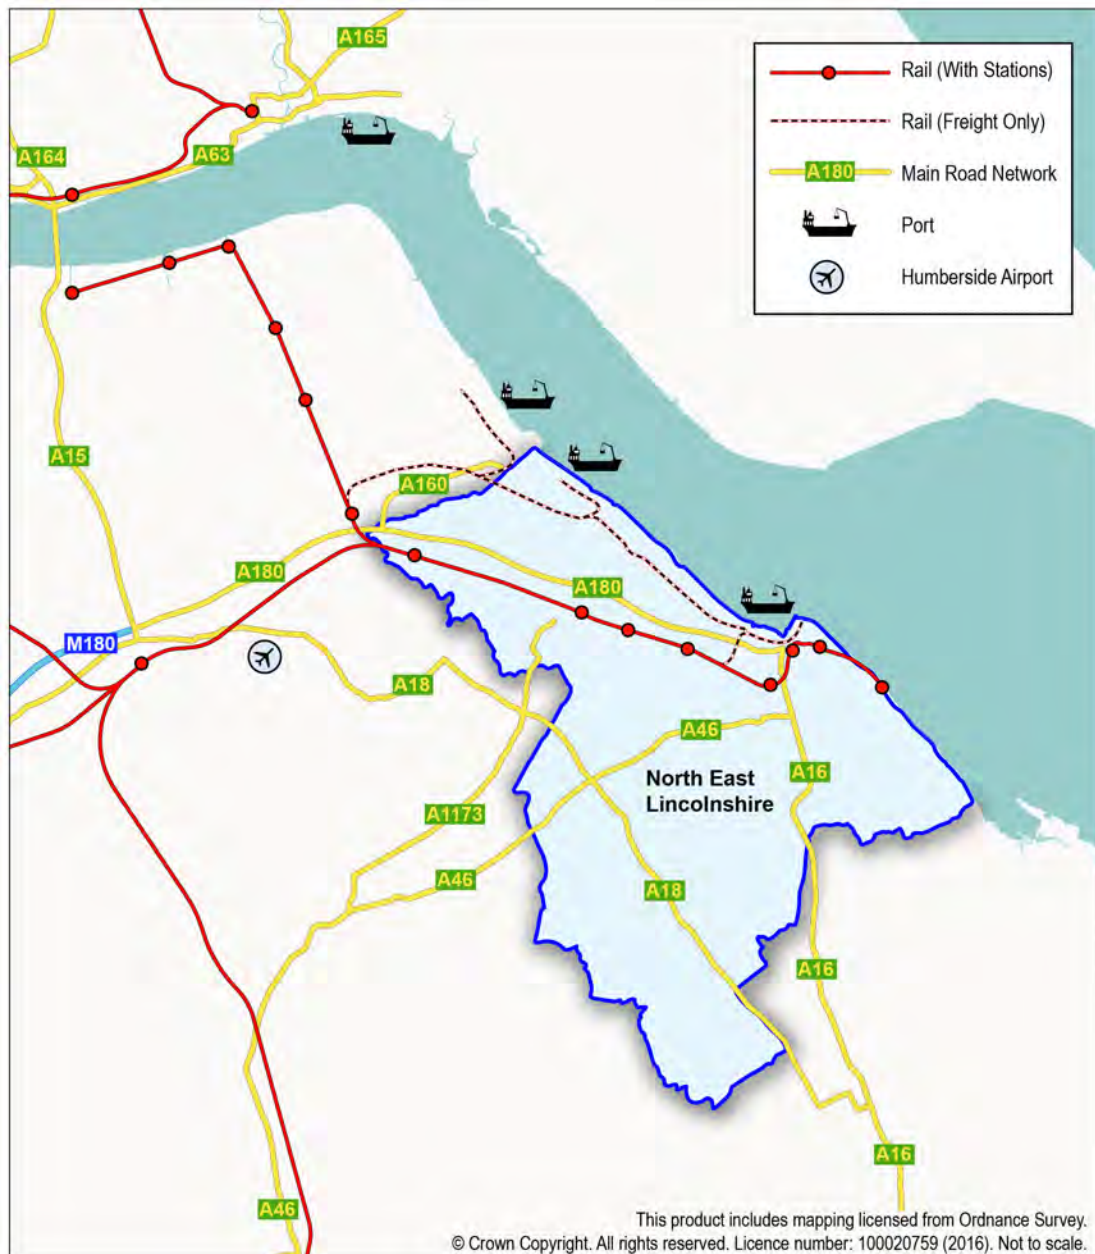 A165
A164
A63
Rail (With Stations)
Rail (Freight Only)
A180
Main Road Network
Port
Humberside Airport
A15
A160
A180
A180
M180
A18
A46
North East
Lincolnshire
A16
A1173
A46
A18
A16
A16
A46
This product includes mapping licensed from Ordnance Survey.
© Crown Copyright. All rights reserved. Licence number: 100020759 (2016). Not to scale.